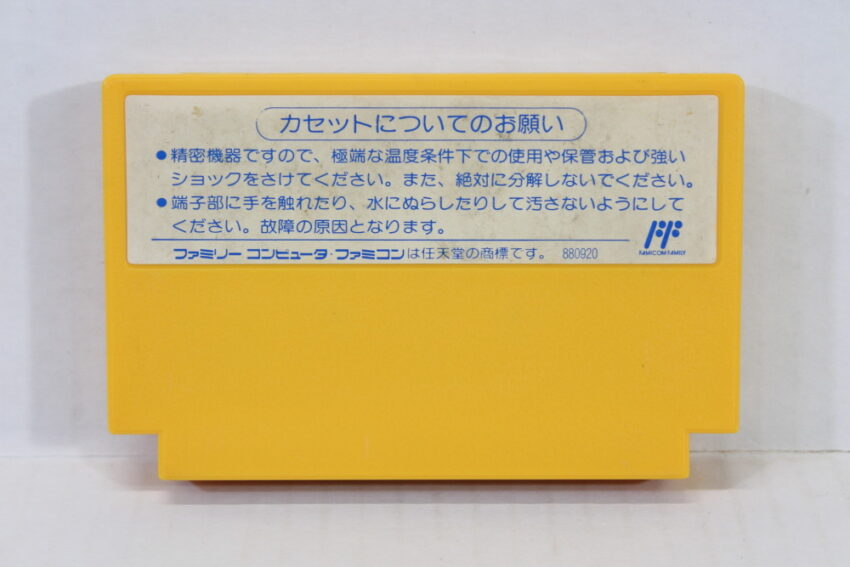 カセットについてのお願い
●精密機器ですので、極端な温度条件下での使用や保管および強い
ショックをさけてください。また、絶対に分解しないでください。
●端子部に手を触れたり、水にぬらしたりして汚さないようにして
ください。故障の原因となります。
FF
FAMICOM FAMILY
ファミリー コンピュータ・ファミコンは任天堂の商標です。 880920